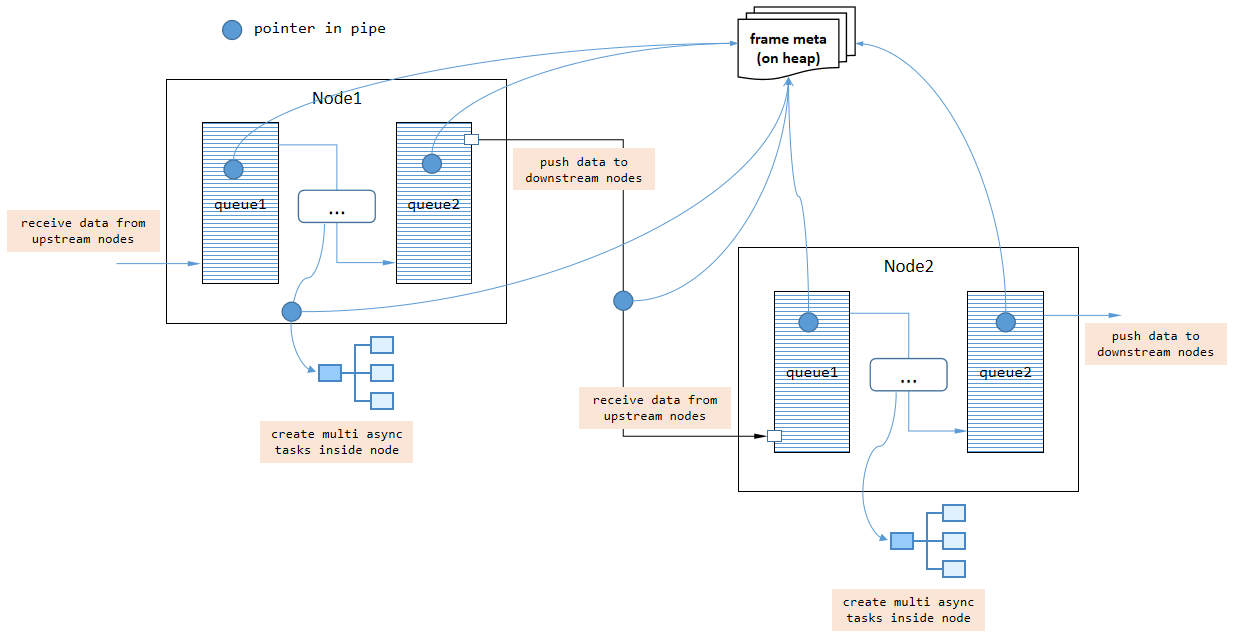 pointer in pipe
frame meta
(on heap)
Node1
queue1
...
queue2
receive data from
upstream nodes
push data to
downstream nodes
create multi async
tasks inside node
Node2
queue1
...
queue2
receive data from
upstream nodes
push data to
downstream nodes
create multi async
tasks inside node